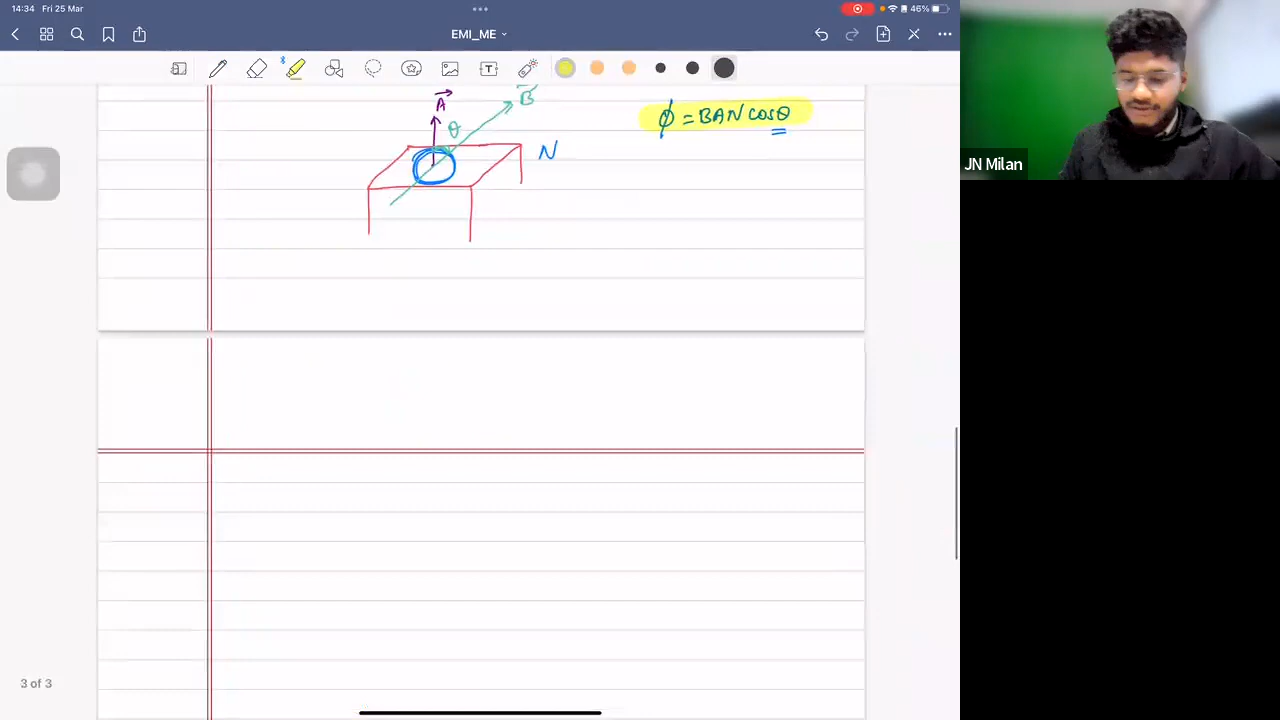 14:34 Fri 25 Mar
46%
EMI_ME
A
B
θ
N
ϕ = BAN cosθ
JN Milan
3 of 3